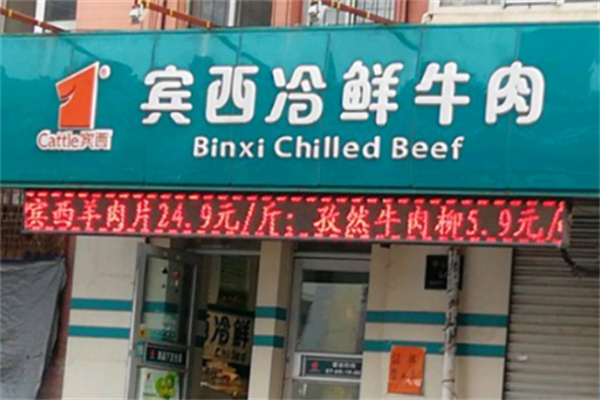 宾西冷鲜牛肉
Cattle宾西
Binxi Chilled Beef
宾西羊肉片24.9元/斤；孜然牛肉柳5.9元/
冷鲜
Chilled